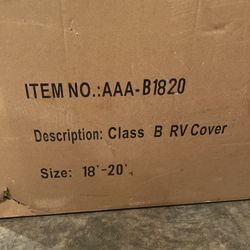 ITEM NO.:AAA-B1820
Description: Class B RV Cover
Size: 18'-20'